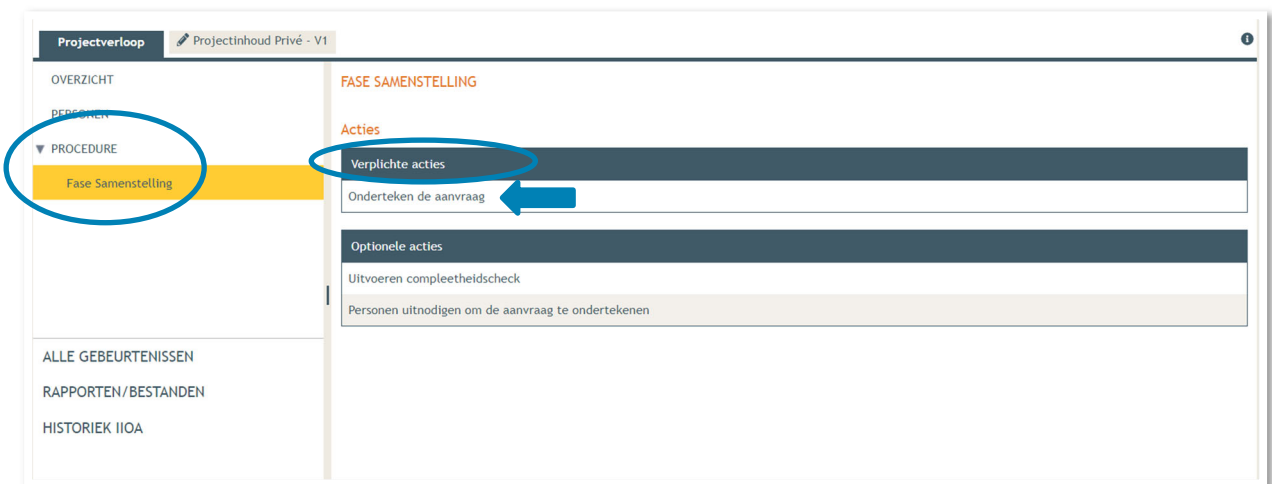 Projectverloop
Projectinhoud Privé - V1
OVERZICHT
PERSONEN
PROCEDURE
Fase Samenstelling
ALLE GEBEURTENISSEN
RAPPORTEN/BESTANDEN
HISTORIEK IIOA
FASE SAMENSTELLING
Acties
Verplichte acties
Onderteken de aanvraag
Optionele acties
Uitvoeren compleetheidscheck
Personen uitnodigen om de aanvraag te ondertekenen